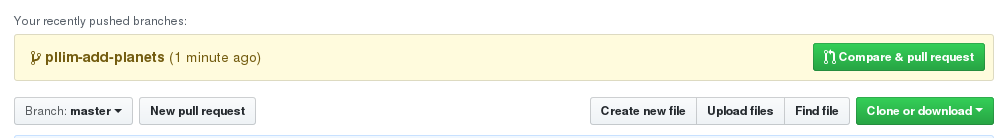 Your recently pushed branches:
pllim-add-planets (1 minute ago) Compare & pull request
Branch: master New pull request Create new file Upload files Find file Clone or download